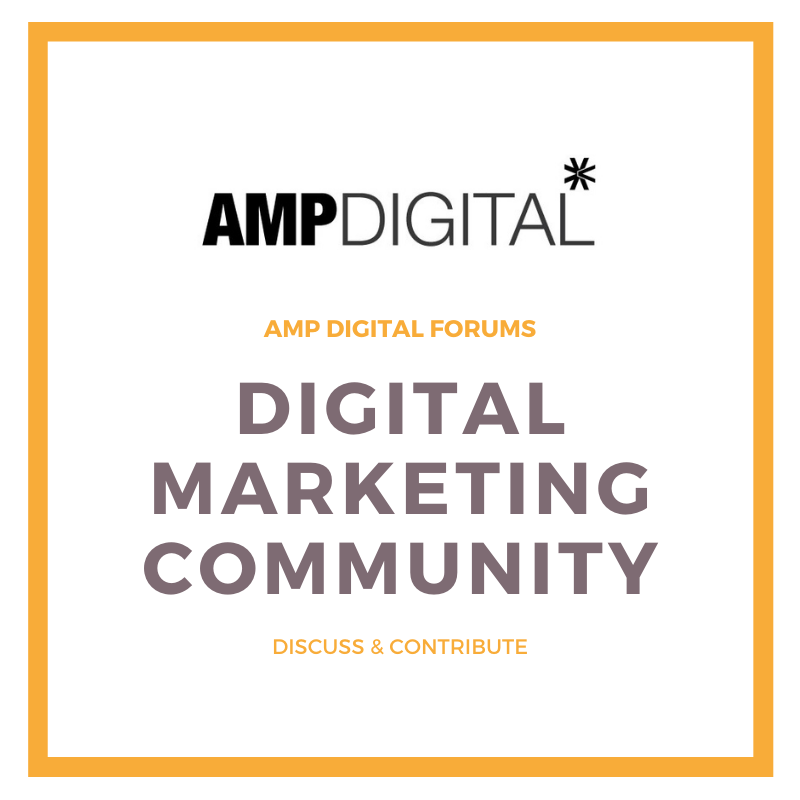 AMPDIGITAL*
AMP DIGITAL FORUMS
DIGITAL
MARKETING
COMMUNITY
DISCUSS & CONTRIBUTE